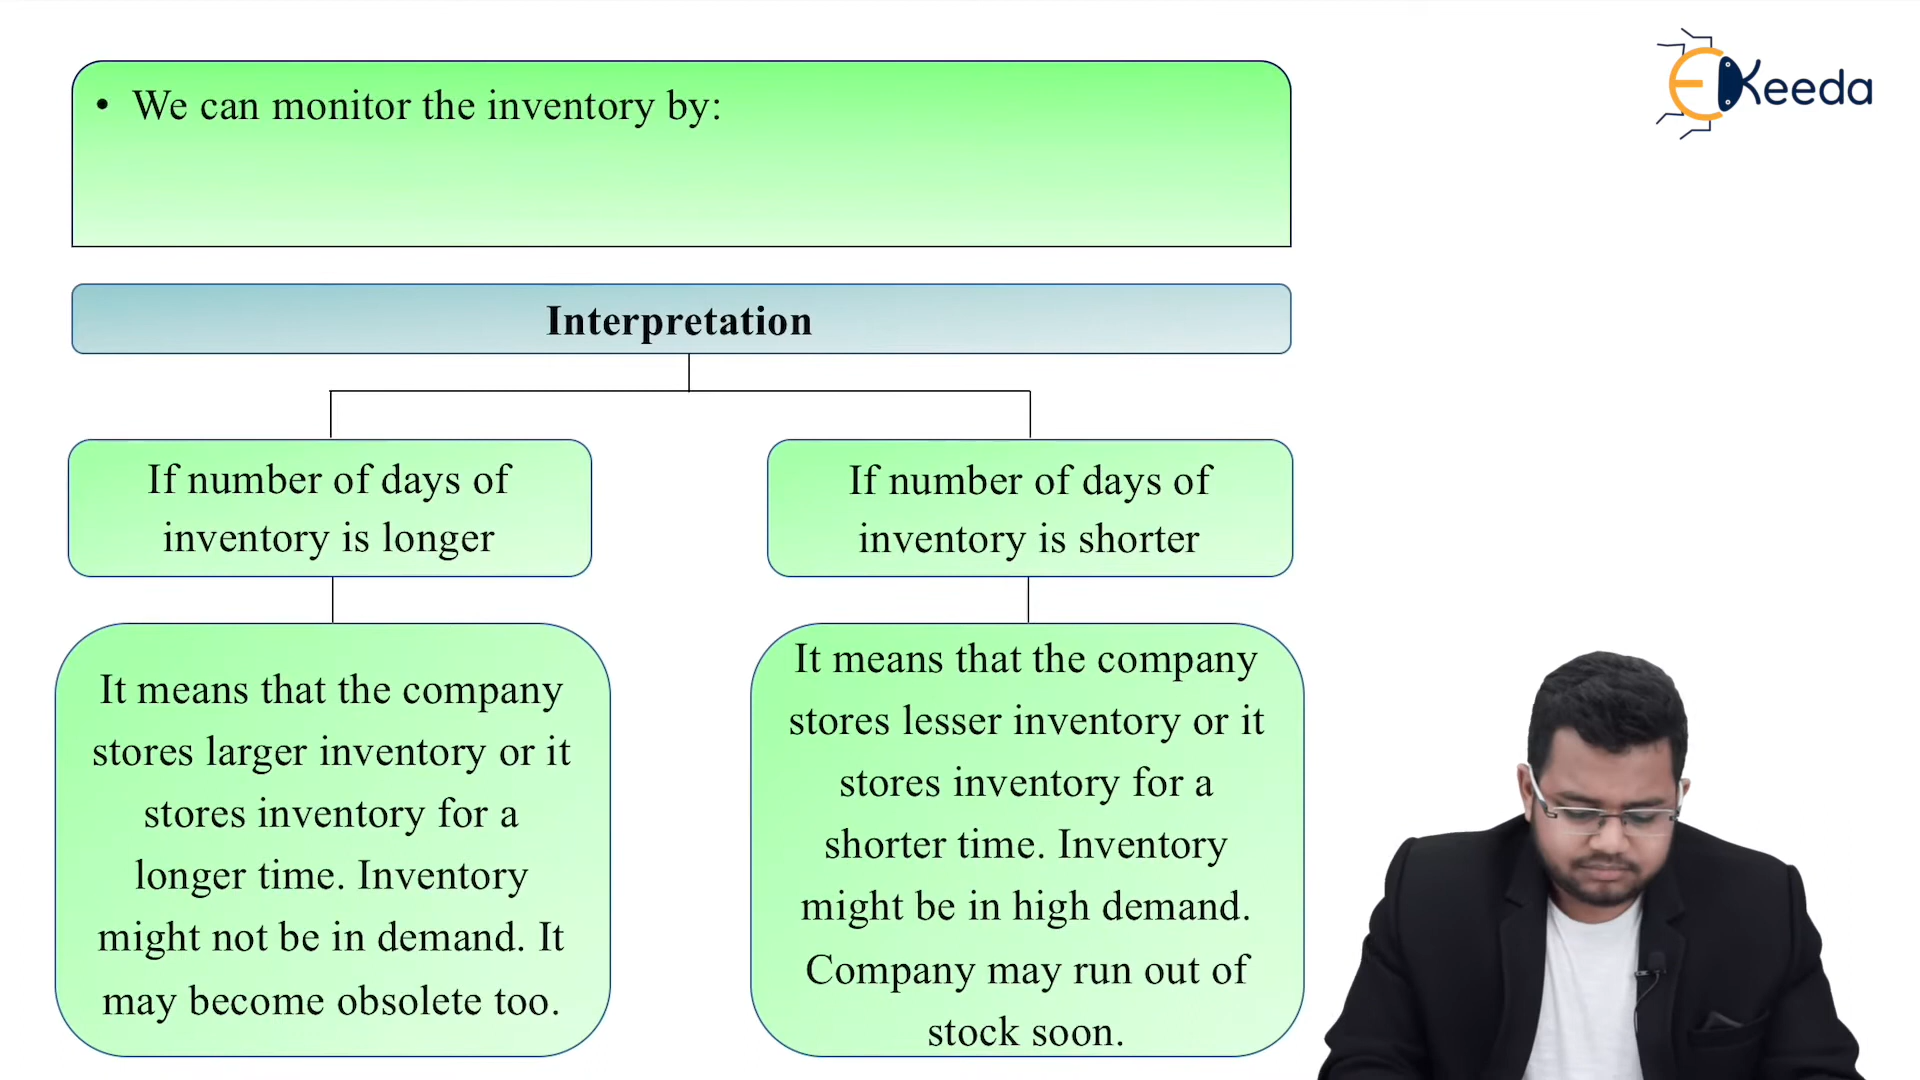 • We can monitor the inventory by:
EKeeda
Interpretation
If number of days of
inventory is longer
If number of days of
inventory is shorter
It means that the company
stores larger inventory or it
stores inventory for a
longer time. Inventory
might not be in demand. It
may become obsolete too.
It means that the company
stores lesser inventory or it
stores inventory for a
shorter time. Inventory
might be in high demand.
Company may run out of
stock soon.